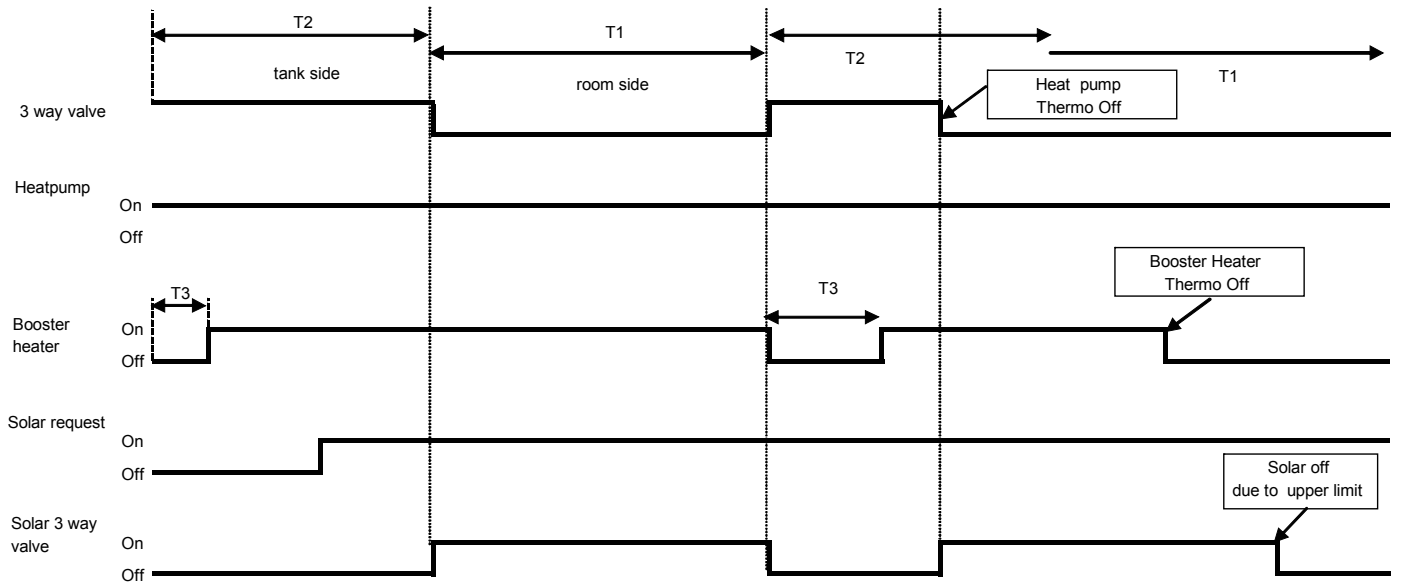 T2
T1
T2
T1
tank side
room side
Heat pump
Thermo Off
3 way valve
Heatpump
On
Off
Booster Heater
Thermo Off
T3
T3
Booster
heater
On
Off
Solar request
On
Off
Solar off
due to upper limit
Solar 3 way
valve
On
Off